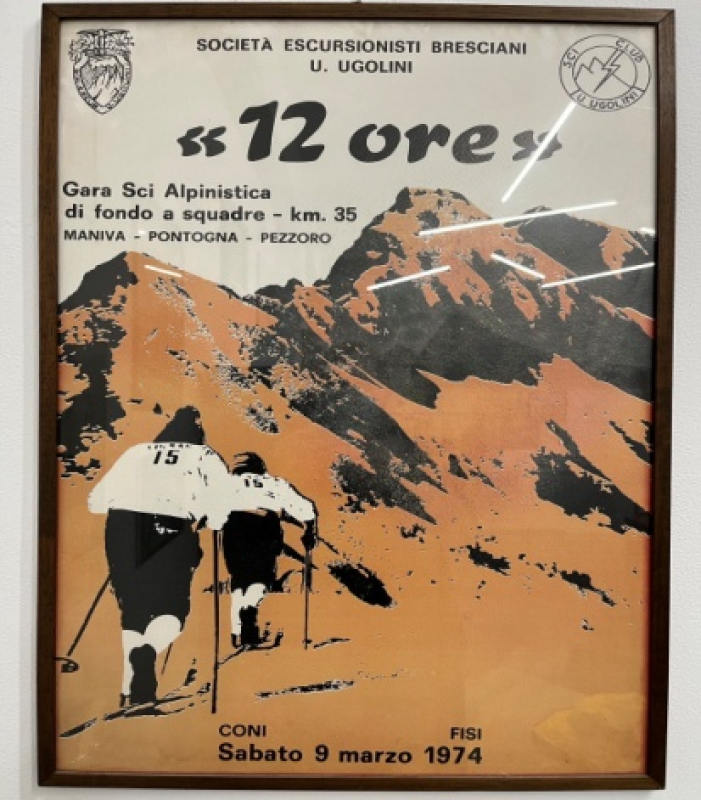 SOCIETÀ ESCURSIONISTI BRESCIANI
U. UGOLINI
SCI CLUB
U UGOLINI
« 12 ore »
Gara Sci Alpinistica
di fondo a squadre - km. 35
MANIVA - PONTOGNA - PEZZORO
15
15
CONI FISI
Sabato 9 marzo 1974